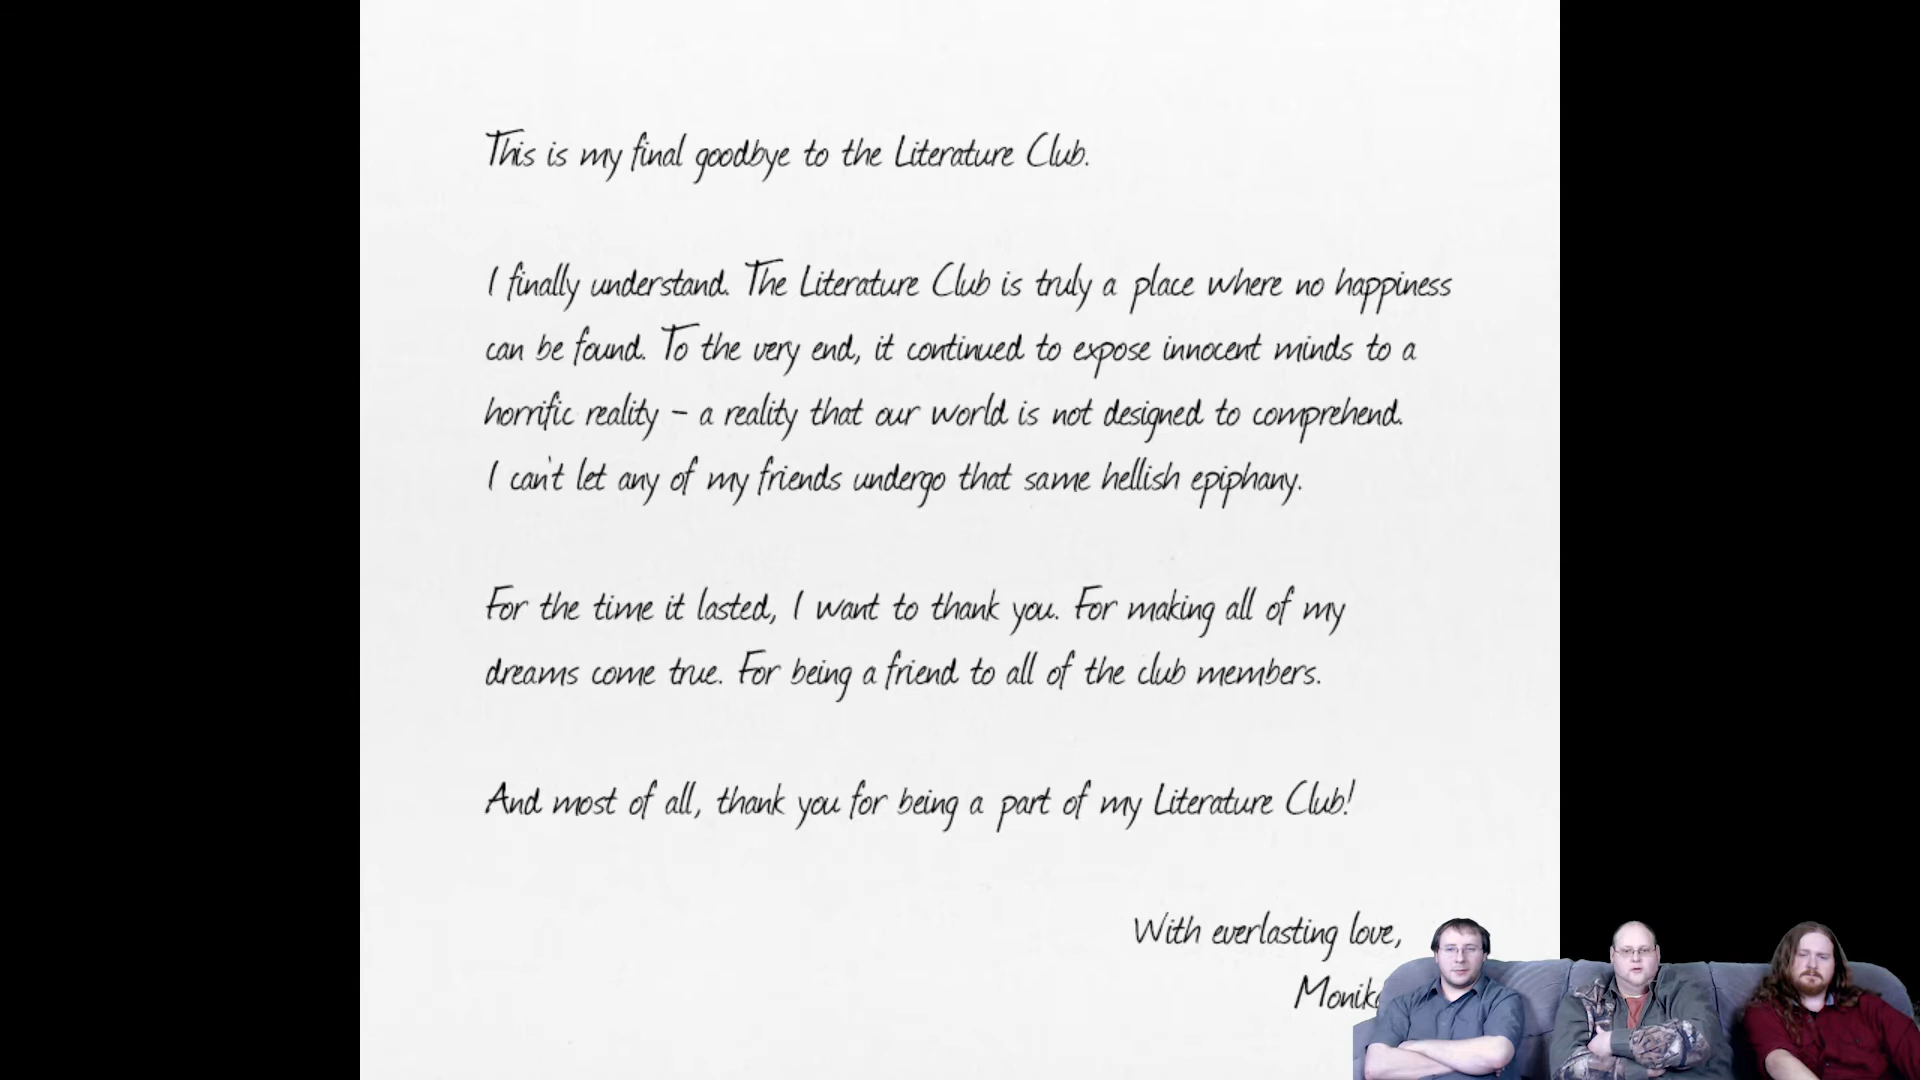 This is my final goodbye to the Literature Club.
I finally understand. The Literature Club is truly a place where no happiness
can be found. To the very end, it continued to expose innocent minds to a
horrific reality - a reality that our world is not designed to comprehend.
I can't let any of my friends undergo that same hellish epiphany.
For the time it lasted, I want to thank you. For making all of my
dreams come true. For being a friend to all of the club members.
And most of all, thank you for being a part of my Literature Club!
With everlasting love,
Monika